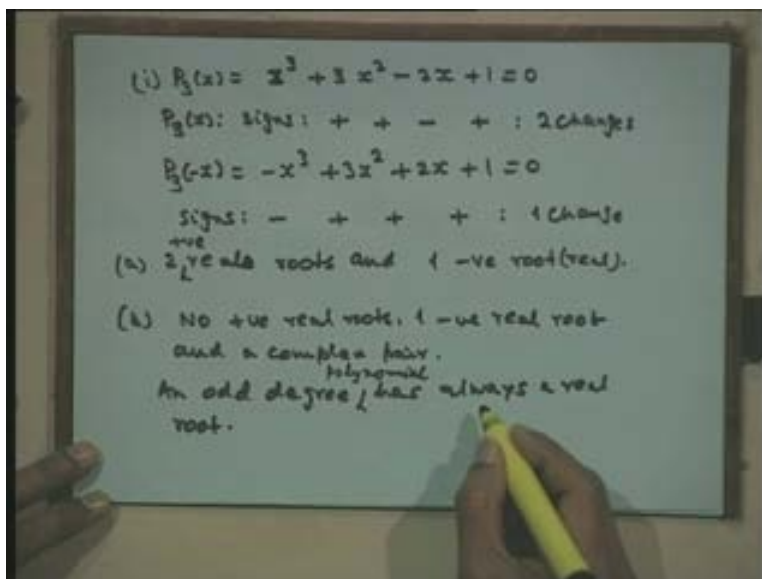 (i) P₃(x) = x³ + 3x² - 2x + 1 = 0
P₃(x): signs: + + - + : 2 changes
P₃(-x) = -x³ + 3x² + 2x + 1 = 0
signs: - + + + : 1 change
+ve
(a) 2 reals roots and 1 -ve root (real).
(b) No +ve real roots, 1 -ve real root
and a complex pair.
polynomial
An odd degree has always a real
root.